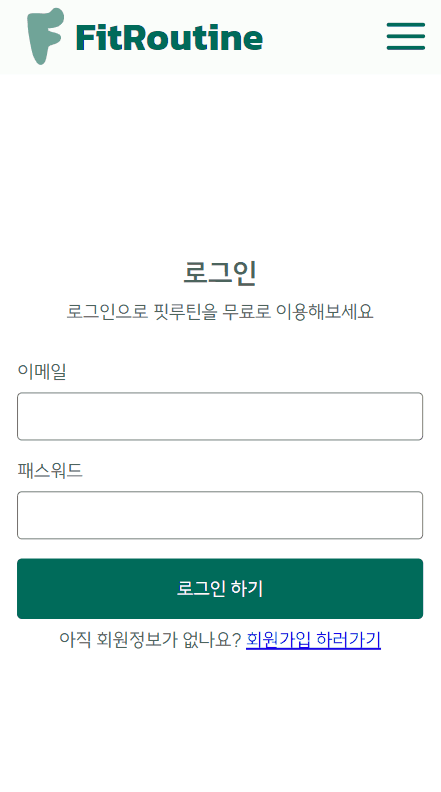 FitRoutine
로그인
로그인으로 핏루틴을 무료로 이용해보세요
이메일
패스워드
로그인 하기
아직 회원정보가 없나요? 회원가입 하러가기